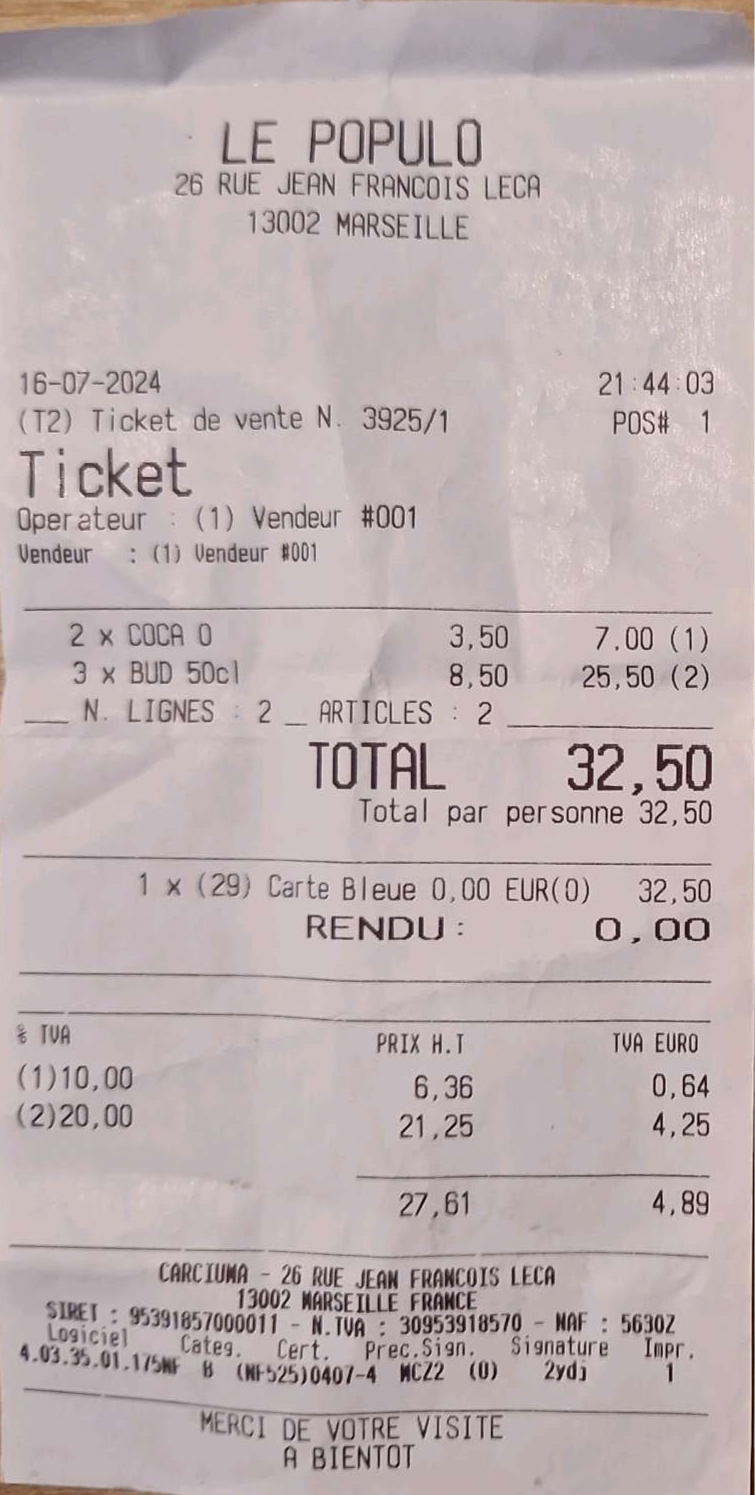 LE POPULO
26 RUE JEAN FRANCOIS LECA
13002 MARSEILLE
16-07-2024 21:44:03
(T2) Ticket de vente N. 3925/1 POS# 1
Ticket
Operateur : (1) Vendeur #001
Vendeur : (1) Vendeur #001
2 x COCA O 3,50 7.00 (1)
3 x BUD 50cl 8,50 25,50 (2)
___ N. LIGNES : 2 _ ARTICLES : 2 ___________
TOTAL 32,50
Total par personne 32,50
1 x (29) Carte Bleue 0,00 EUR(0) 32,50
RENDU : 0,00
% TVA PRIX H.T TVA EURO
(1)10,00 6,36 0,64
(2)20,00 21,25 4,25
27,61 4,89
CARCIUMA - 26 RUE JEAN FRANCOIS LECA
13002 MARSEILLE FRANCE
SIRET : 95391857000011 - N.TVA : 30953918570 - NAF : 5630Z
Logiciel Categ. Cert. Prec.Sign. Signature Impr.
4.03.35.01.175NF B (NF525)0407-4 MCZ2 (0) 2ydj 1
MERCI DE VOTRE VISITE
A BIENTOT